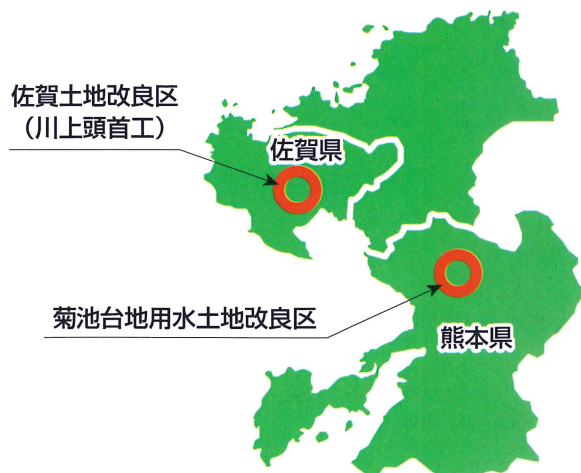 佐賀土地改良区
（川上頭首工）
佐賀県
菊池台地用水土地改良区
熊本県